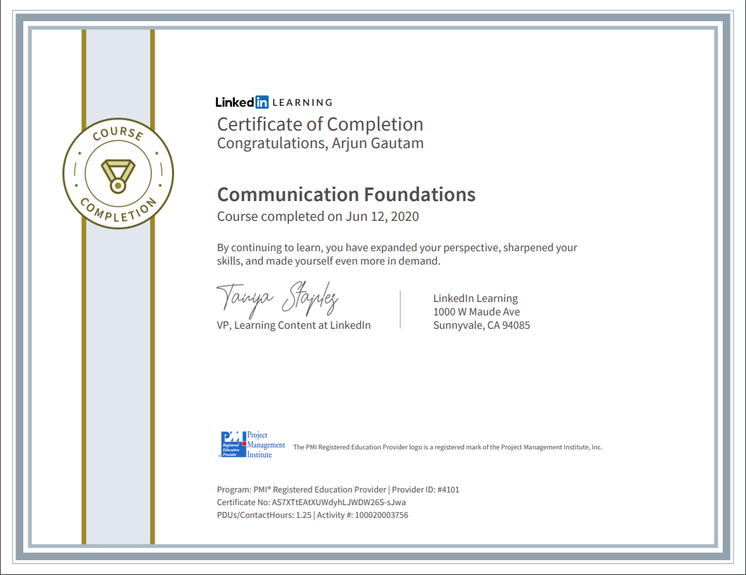 COURSE
COMPLETION
Linked in LEARNING
Certificate of Completion
Congratulations, Arjun Gautam
Communication Foundations
Course completed on Jun 12, 2020
By continuing to learn, you have expanded your perspective, sharpened your
skills, and made yourself even more in demand.
Tanya Staples
VP, Learning Content at LinkedIn
LinkedIn Learning
1000 W Maude Ave
Sunnyvale, CA 94085
PMI
Registered
Education
Provider
Project
Management
Institute
The PMI Registered Education Provider logo is a registered mark of the Project Management Institute, Inc.
Program: PMI® Registered Education Provider | Provider ID: #4101
Certificate No: AS7XTtEAtXUWdyhLJWDW26S-sJwa
PDUs/ContactHours: 1.25 | Activity #: 100020003756